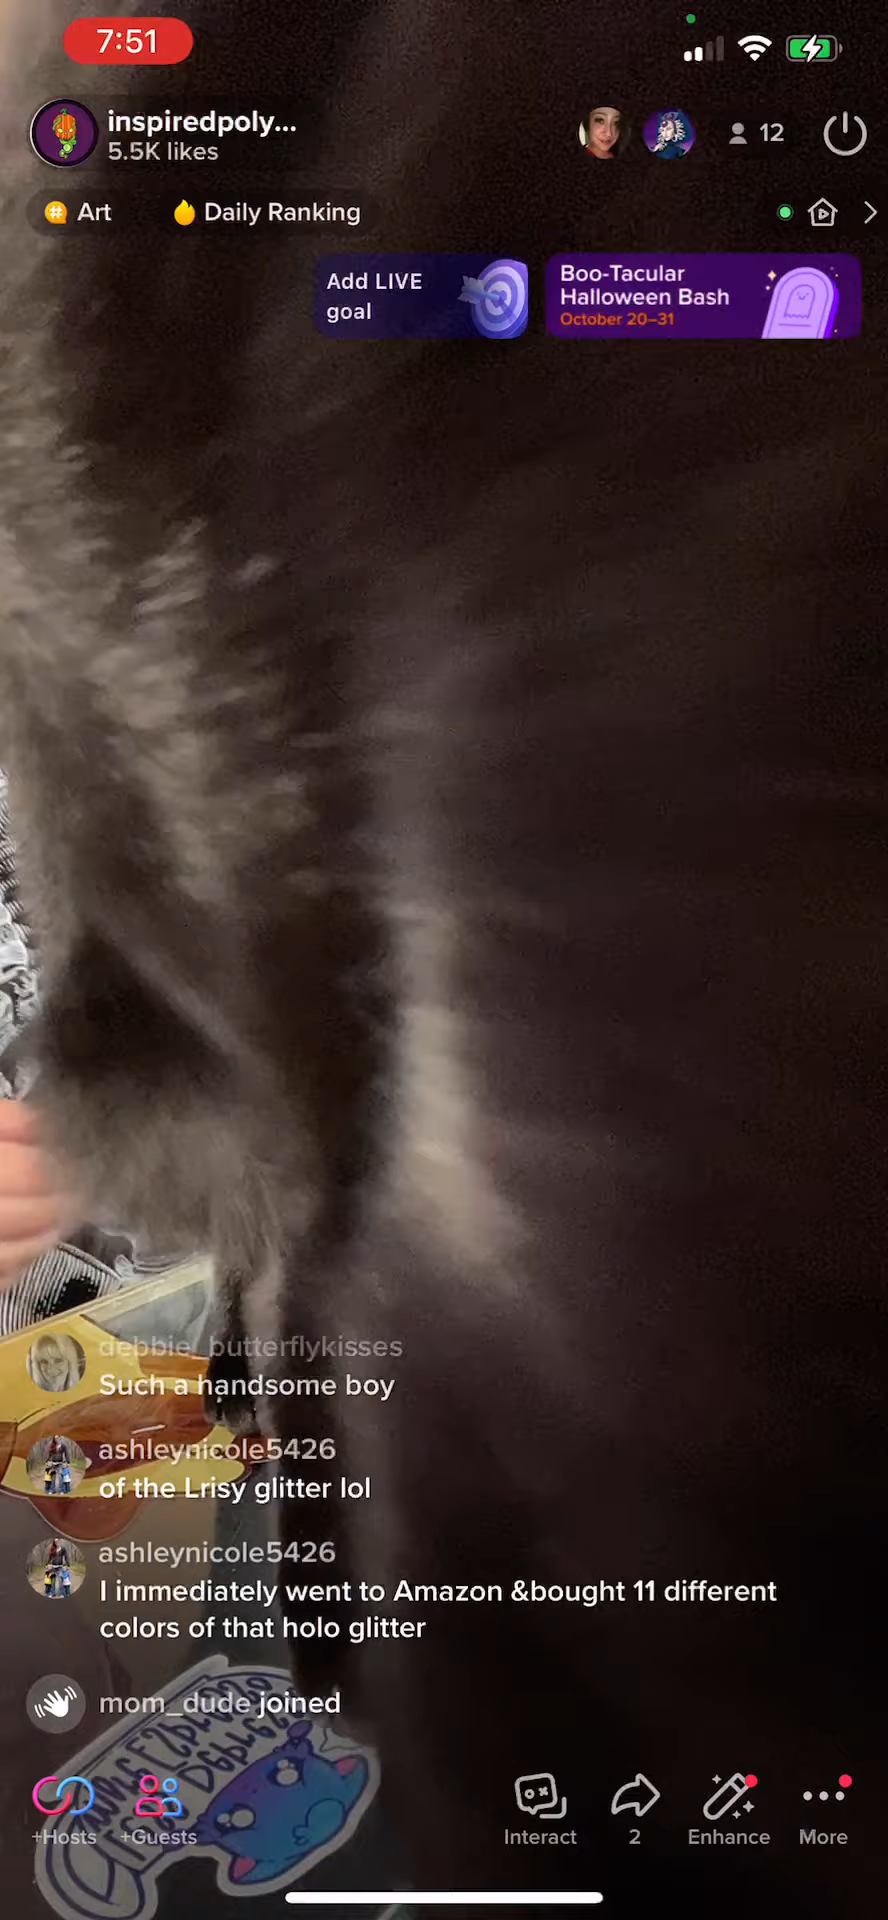 7:51
inspiredpoly...
5.5K likes
12
Art
Daily Ranking
Add LIVE
goal
Boo-Tacular
Halloween Bash
October 20–31
debbie_butterflykisses
Such a handsome boy
ashleynicole5426
of the Lrisy glitter lol
ashleynicole5426
I immediately went to Amazon &bought 11 different
colors of that holo glitter
mom_dude joined
+Hosts
+Guests
Interact
2
Enhance
More